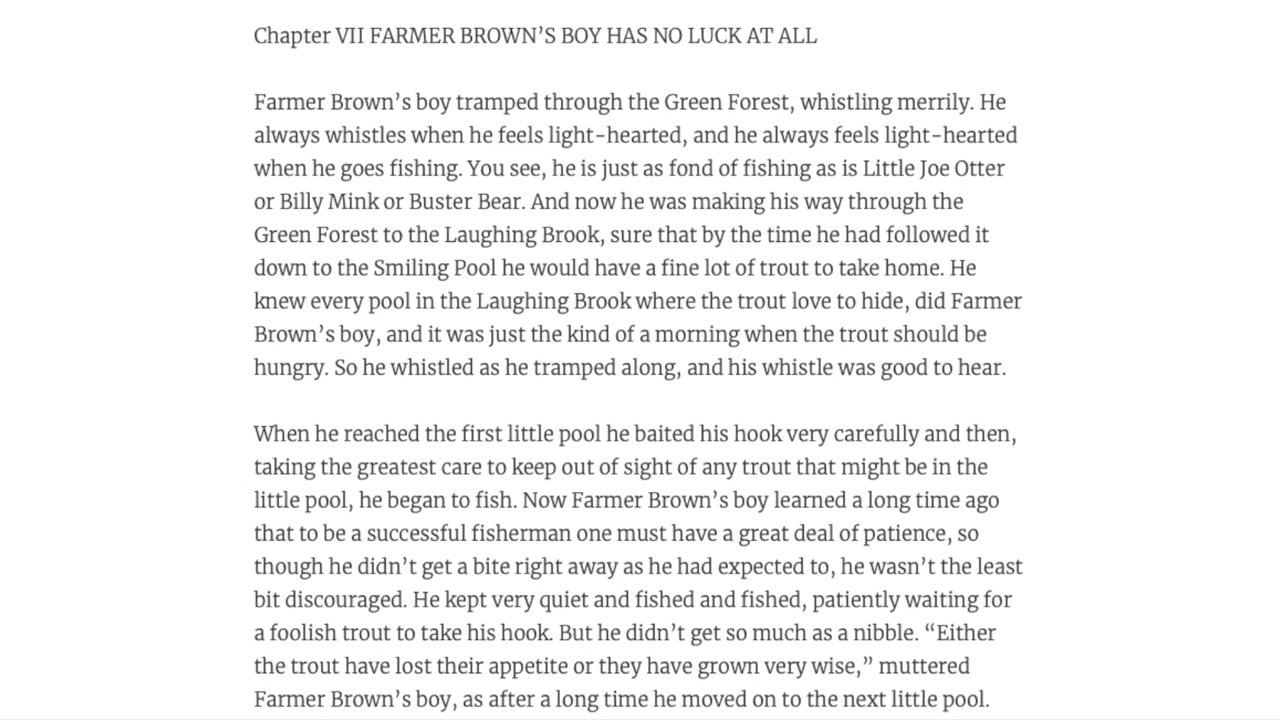 Chapter VII FARMER BROWN’S BOY HAS NO LUCK AT ALL
Farmer Brown’s boy tramped through the Green Forest, whistling merrily. He
always whistles when he feels light-hearted, and he always feels light-hearted
when he goes fishing. You see, he is just as fond of fishing as is Little Joe Otter
or Billy Mink or Buster Bear. And now he was making his way through the
Green Forest to the Laughing Brook, sure that by the time he had followed it
down to the Smiling Pool he would have a fine lot of trout to take home. He
knew every pool in the Laughing Brook where the trout love to hide, did Farmer
Brown’s boy, and it was just the kind of a morning when the trout should be
hungry. So he whistled as he tramped along, and his whistle was good to hear.
When he reached the first little pool he baited his hook very carefully and then,
taking the greatest care to keep out of sight of any trout that might be in the
little pool, he began to fish. Now Farmer Brown’s boy learned a long time ago
that to be a successful fisherman one must have a great deal of patience, so
though he didn’t get a bite right away as he had expected to, he wasn’t the least
bit discouraged. He kept very quiet and fished and fished, patiently waiting for
a foolish trout to take his hook. But he didn’t get so much as a nibble. “Either
the trout have lost their appetite or they have grown very wise,” muttered
Farmer Brown’s boy, as after a long time he moved on to the next little pool.